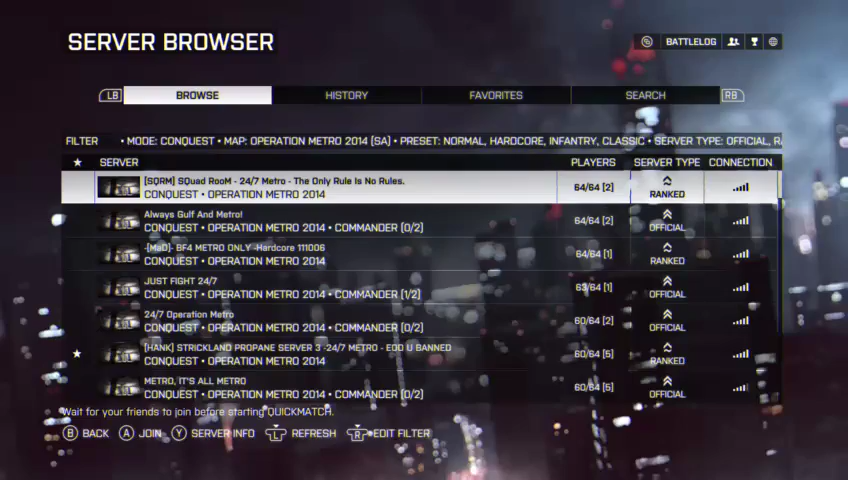 SERVER BROWSER
BATTLELOG
LB BROWSE HISTORY FAVORITES SEARCH RB
FILTER • MODE: CONQUEST • MAP: OPERATION METRO 2014 [SA] • PRESET: NORMAL, HARDCORE, INFANTRY, CLASSIC • SERVER TYPE: OFFICIAL, RA
★ SERVER PLAYERS SERVER TYPE CONNECTION
[SQRM] SQuad RooM - 24/7 Metro - The Only Rule Is No Rules.
CONQUEST • OPERATION METRO 2014
64/64 [2] RANKED
Always Gulf And Metro!
CONQUEST • OPERATION METRO 2014 • COMMANDER (0/2)
64/64 [2] OFFICIAL
-[MaD]- BF4 METRO ONLY -Hardcore 111006
CONQUEST • OPERATION METRO 2014
64/64 [1] RANKED
JUST FIGHT 24/7
CONQUEST • OPERATION METRO 2014 • COMMANDER (1/2)
63/64 [1] OFFICIAL
24/7 Operation Metro
CONQUEST • OPERATION METRO 2014 • COMMANDER (0/2)
60/64 [2] OFFICIAL
★ [HANK] STRICKLAND PROPANE SERVER 3 -24/7 METRO - EDD U BANNED
CONQUEST • OPERATION METRO 2014
60/64 [5] RANKED
METRO, IT'S ALL METRO
CONQUEST • OPERATION METRO 2014 • COMMANDER (0/2)
60/64 [5] OFFICIAL
Wait for your friends to join before starting QUICKMATCH.
B BACK A JOIN Y SERVER INFO L REFRESH R EDIT FILTER